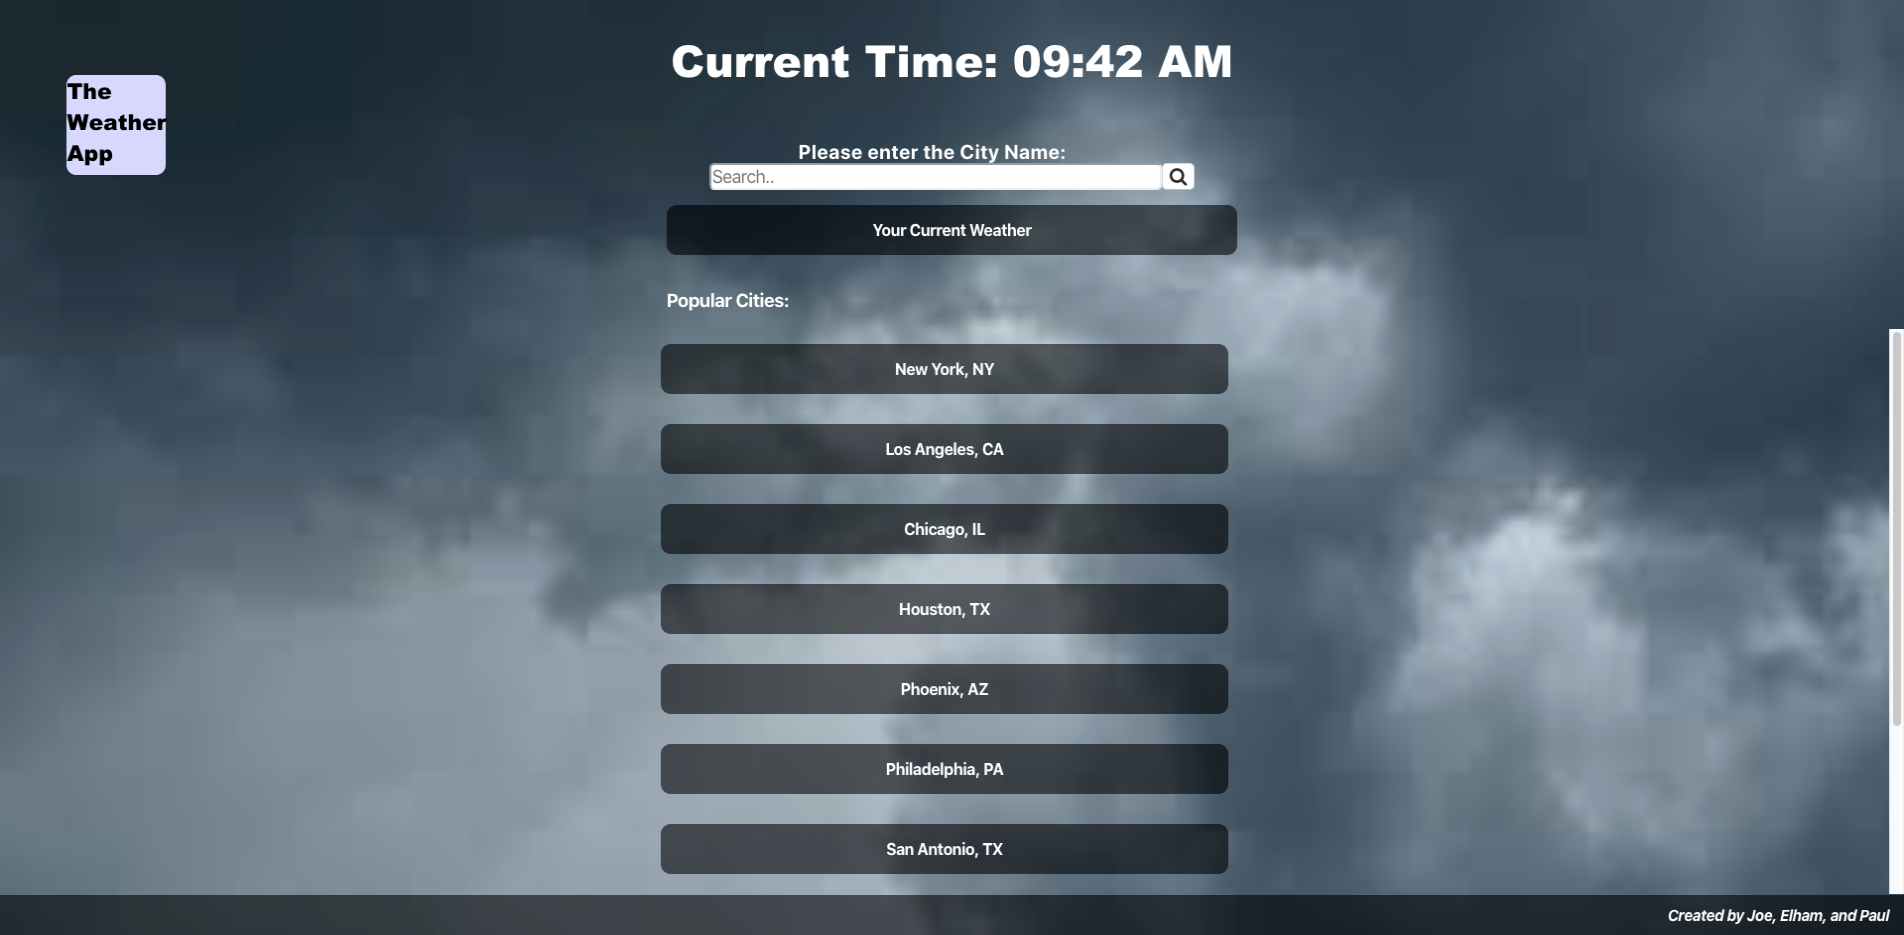 Current Time: 09:42 AM
The
Weather
App
Please enter the City Name:
Search..
Your Current Weather
Popular Cities:
New York, NY
Los Angeles, CA
Chicago, IL
Houston, TX
Phoenix, AZ
Philadelphia, PA
San Antonio, TX
Created by Joe, Elham, and Paul